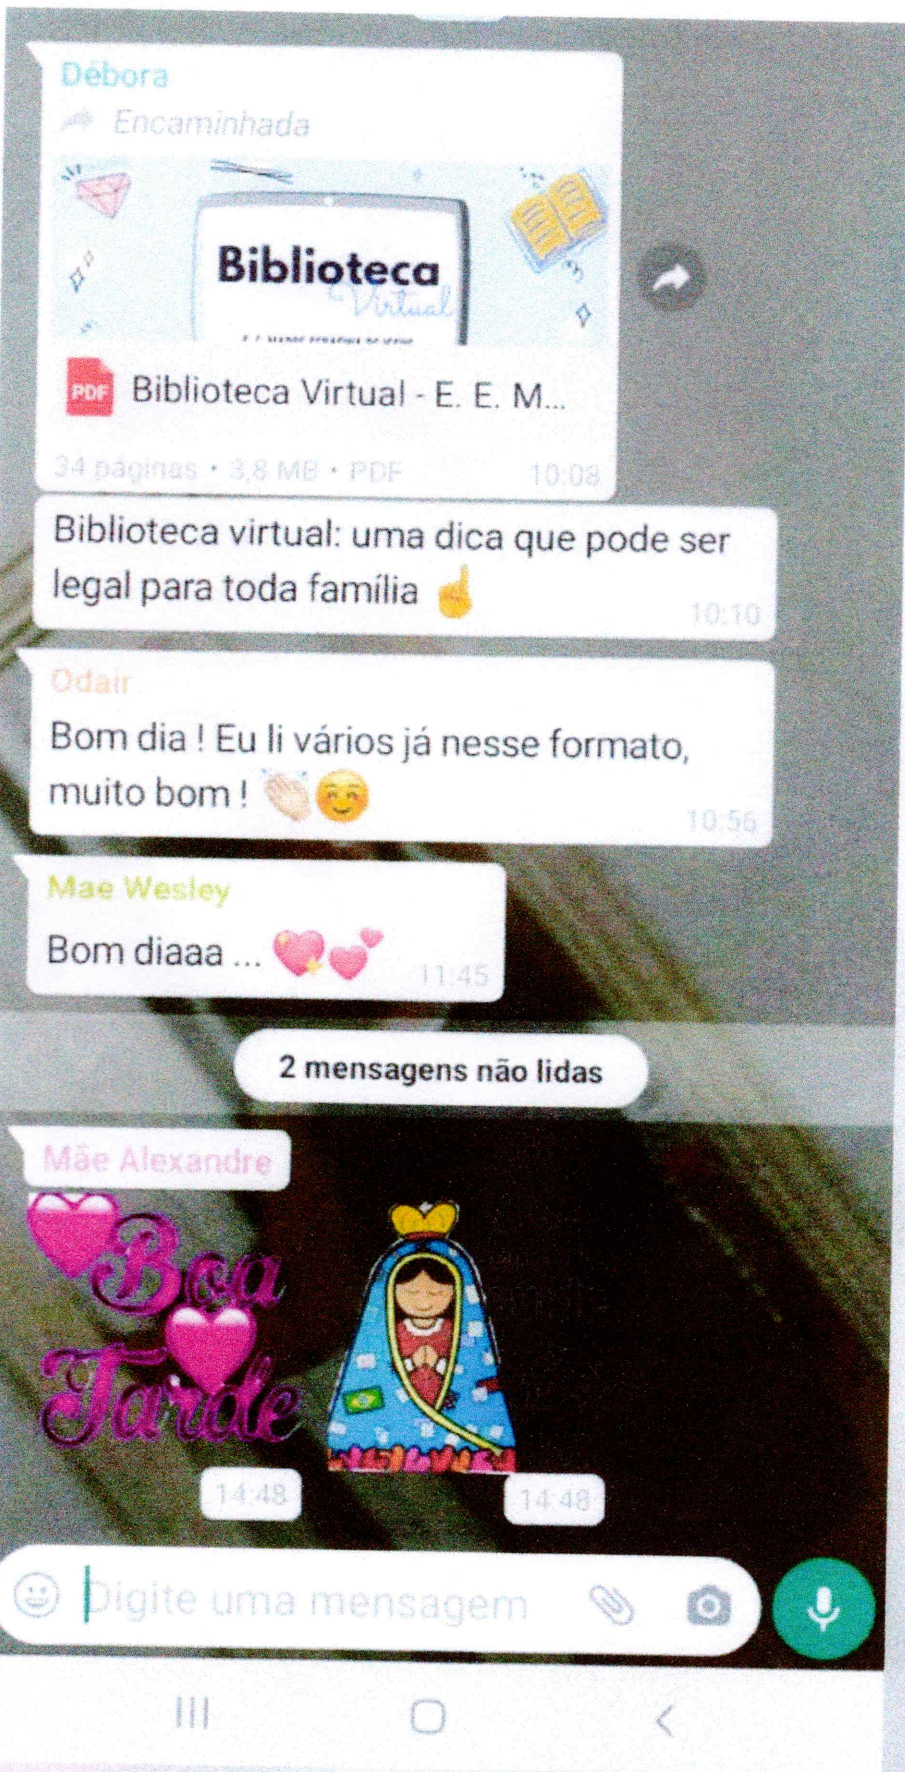 Débora
Encaminhada
Biblioteca
Virtual
PDF
Biblioteca Virtual - E. E. M...
34 páginas • 3,8 MB • PDF
10:08
Biblioteca virtual: uma dica que pode ser
legal para toda família ☝
10:10
Odair
Bom dia ! Eu li vários já nesse formato,
muito bom ! 👏☺
10:56
Mae Wesley
Bom diaaa ... 💖💕
11:45
2 mensagens não lidas
Mãe Alexandre
Boa
Tarde
14:48
14:48
Digite uma mensagem